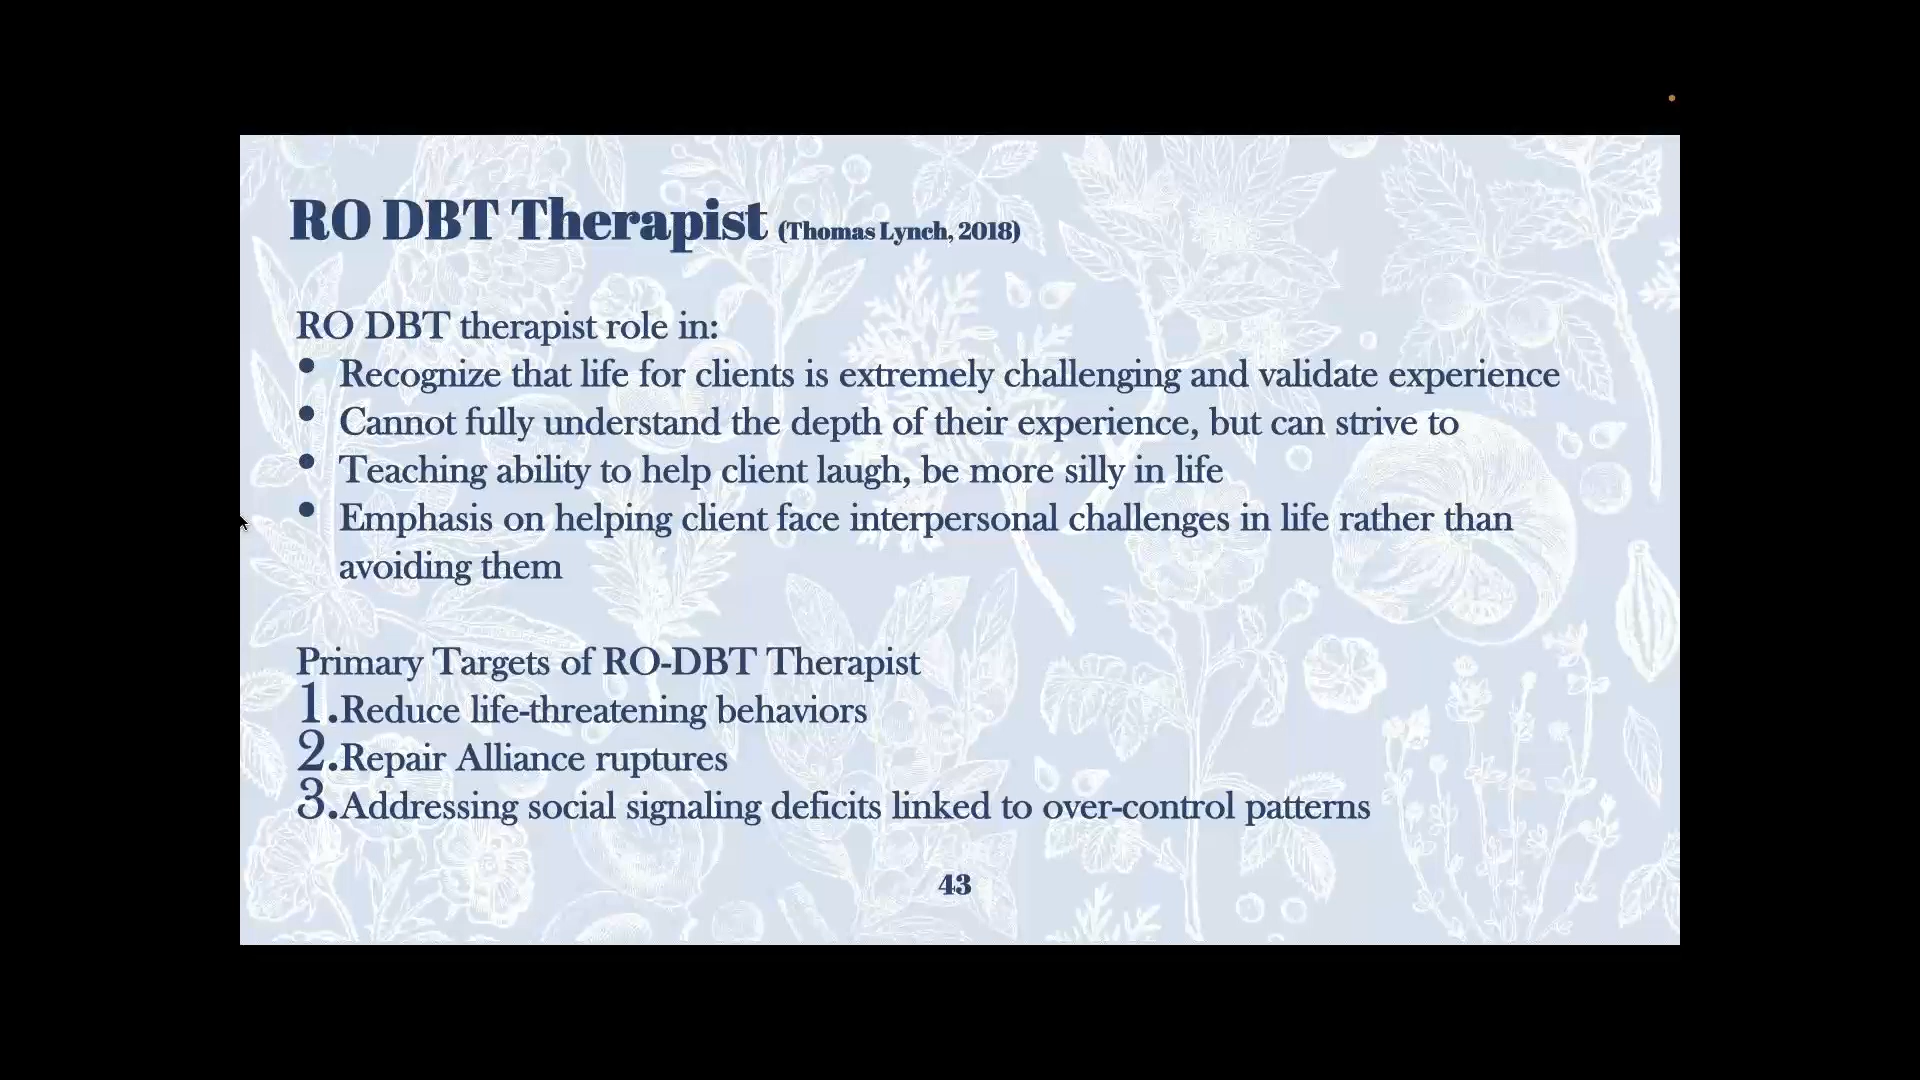 RO DBT Therapist (Thomas Lynch, 2018)
RO DBT therapist role in:
• Recognize that life for clients is extremely challenging and validate experience
• Cannot fully understand the depth of their experience, but can strive to
• Teaching ability to help client laugh, be more silly in life
• Emphasis on helping client face interpersonal challenges in life rather than
avoiding them
Primary Targets of RO-DBT Therapist
1.Reduce life-threatening behaviors
2.Repair Alliance ruptures
3.Addressing social signaling deficits linked to over-control patterns
43